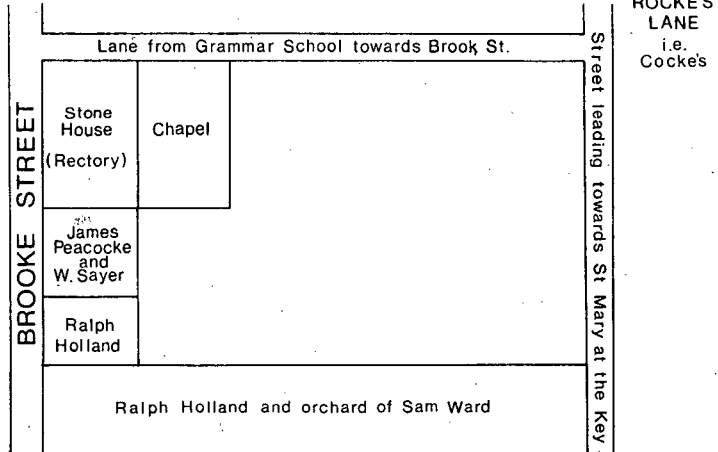 ROCKE'S
LANE
i.e.
Cocke's
Lane from Grammar School towards Brook St.
Stone
House
(Rectory)
Chapel
James
Peacocke
and
W. Sayer
Ralph
Holland
Ralph Holland and orchard of Sam Ward
BROOKE STREET
Street leading towards St Mary at the Key